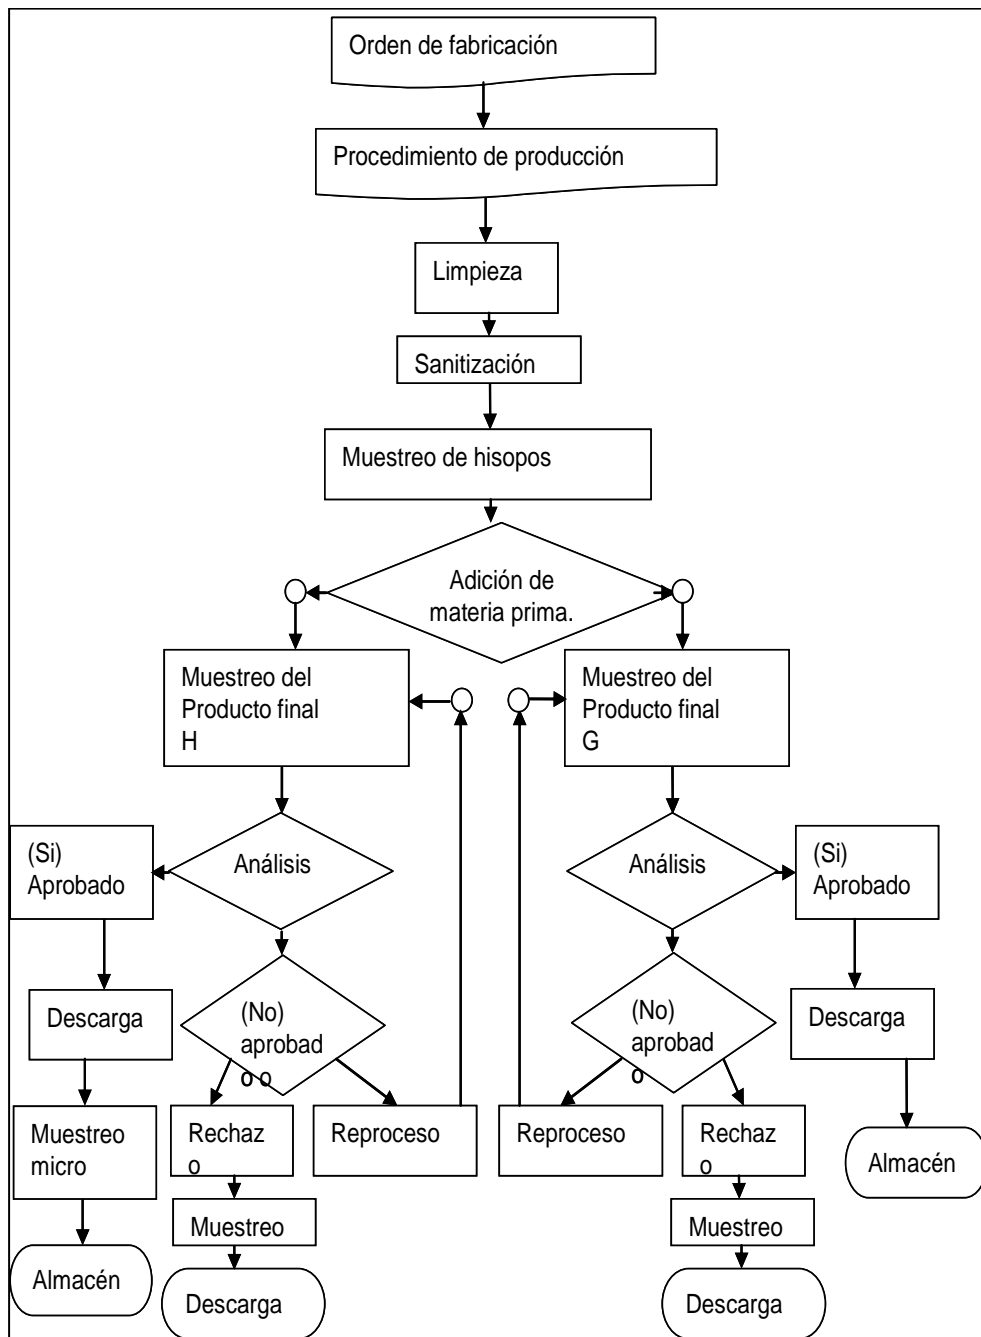 Orden de fabricación
Procedimiento de producción
Limpieza
Sanitización
Muestreo de hisopos
Adición de
materia prima.
Muestreo del
Producto final
H
Muestreo del
Producto final
G
(Si)
Aprobado
Análisis
Análisis
(Si)
Aprobado
Descarga
(No)
aprobad
o o
(No)
aprobad
o
Descarga
Muestreo
micro
Rechaz
o
Reproceso
Reproceso
Rechaz
o
Almacén
Muestreo
Muestreo
Almacén
Descarga
Descarga